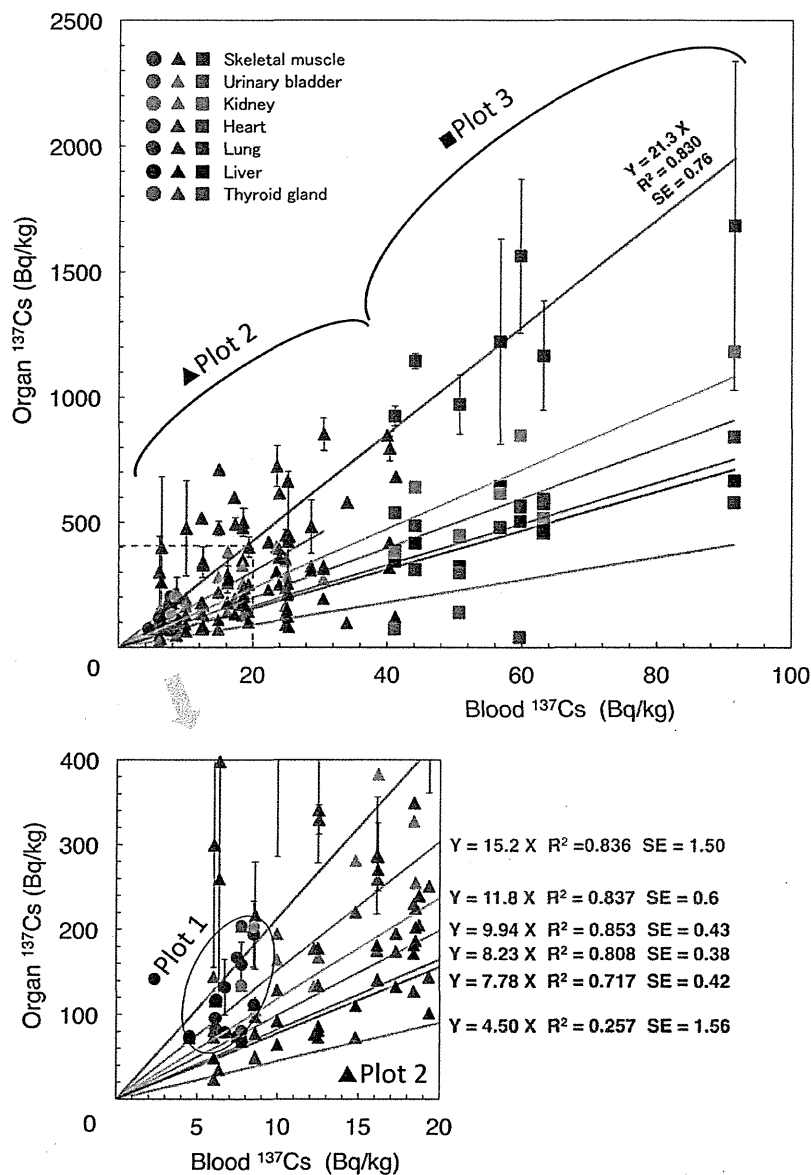 2500
2000
1500
1000
500
0
Organ ¹³⁷Cs (Bq/kg)
Skeletal muscle
Urinary bladder
Kidney
Heart
Lung
Liver
Thyroid gland
Plot 2
Plot 3
Y = 21.3 X
R² = 0.830
SE = 0.76
20 40 60 80 100
Blood ¹³⁷Cs (Bq/kg)
400
300
200
100
0
Organ ¹³⁷Cs (Bq/kg)
Plot 1
Plot 2
5 10 15 20
Blood ¹³⁷Cs (Bq/kg)
Y = 15.2 X R² =0.836 SE = 1.50
Y = 11.8 X R² = 0.837 SE = 0.6
Y = 9.94 X R² = 0.853 SE = 0.43
Y = 8.23 X R² = 0.808 SE = 0.38
Y = 7.78 X R² = 0.717 SE = 0.42
Y = 4.50 X R² = 0.257 SE = 1.56